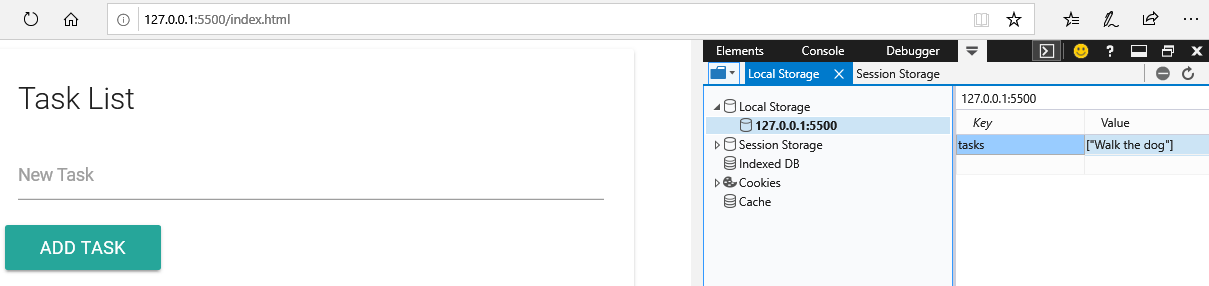 127.0.0.1:5500/index.html
Task List
New Task
ADD TASK
Elements Console Debugger
Local Storage Session Storage
Local Storage
127.0.0.1:5500
Session Storage
Indexed DB
Cookies
Cache
127.0.0.1:5500
Key Value
tasks ["Walk the dog"]